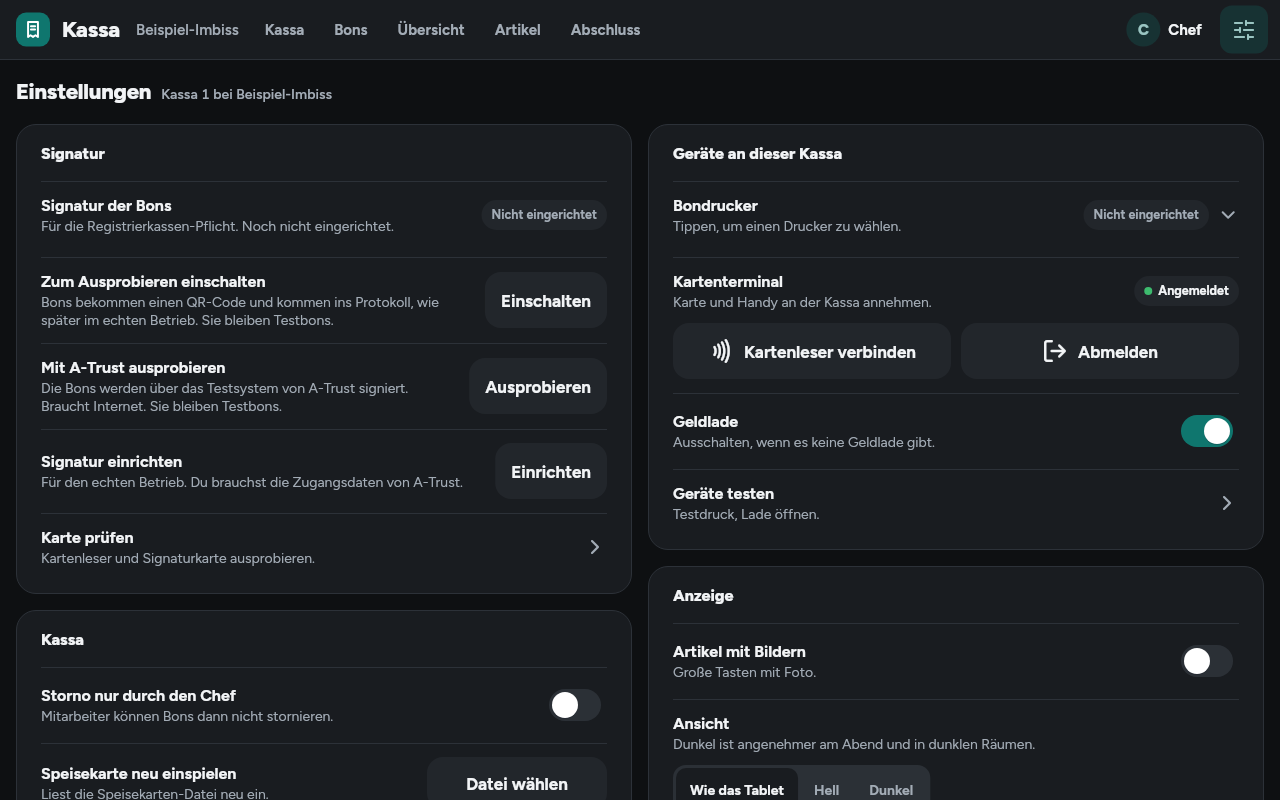 Kassa Beispiel-Imbiss Kassa Bons Übersicht Artikel Abschluss C Chef
Einstellungen Kassa 1 bei Beispiel-Imbiss
Signatur
Signatur der Bons
Für die Registrierkassen-Pflicht. Noch nicht eingerichtet.
Nicht eingerichtet
Zum Ausprobieren einschalten
Bons bekommen einen QR-Code und kommen ins Protokoll, wie
später im echten Betrieb. Sie bleiben Testbons.
Einschalten
Mit A-Trust ausprobieren
Die Bons werden über das Testsystem von A-Trust signiert.
Braucht Internet. Sie bleiben Testbons.
Ausprobieren
Signatur einrichten
Für den echten Betrieb. Du brauchst die Zugangsdaten von A-Trust.
Einrichten
Karte prüfen
Kartenleser und Signaturkarte ausprobieren.
Kassa
Storno nur durch den Chef
Mitarbeiter können Bons dann nicht stornieren.
Speisekarte neu einspielen
Liest die Speisekarten-Datei neu ein.
Datei wählen
Geräte an dieser Kassa
Bondrucker
Tippen, um einen Drucker zu wählen.
Nicht eingerichtet
Kartenterminal
Karte und Handy an der Kassa annehmen.
Angemeldet
Kartenleser verbinden
Abmelden
Geldlade
Ausschalten, wenn es keine Geldlade gibt.
Geräte testen
Testdruck, Lade öffnen.
Anzeige
Artikel mit Bildern
Große Tasten mit Foto.
Ansicht
Dunkel ist angenehmer am Abend und in dunklen Räumen.
Wie das Tablet Hell Dunkel